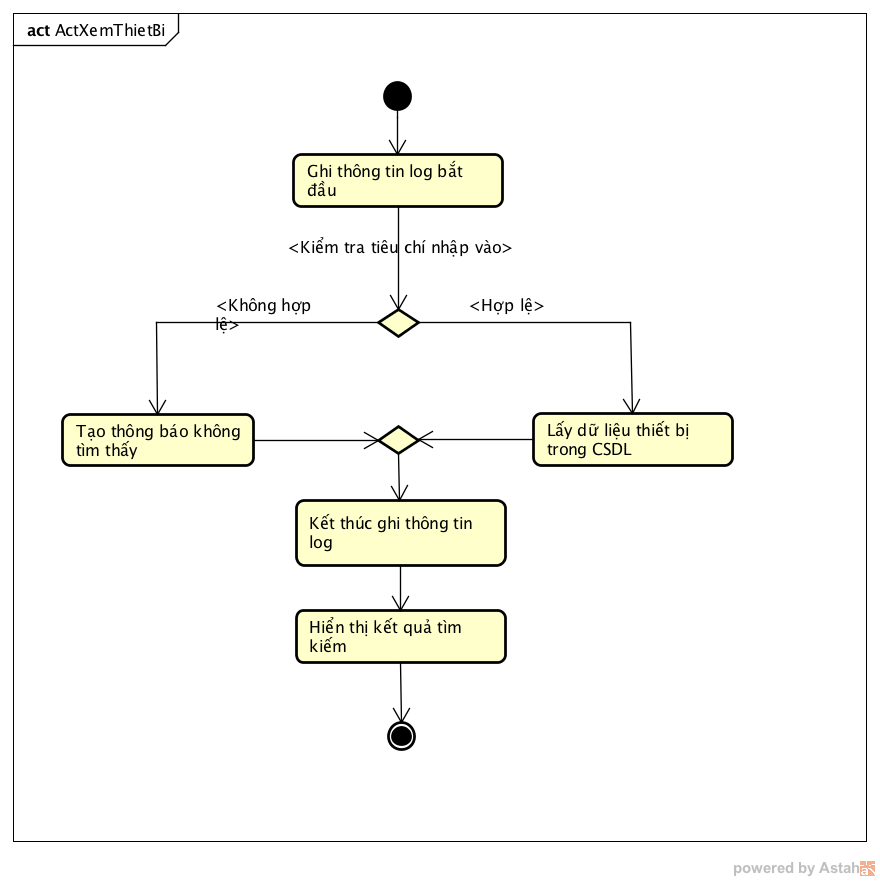 act ActXemThietBi
Ghi thông tin log bắt
đầu
<Kiểm tra tiêu chí nhập vào>
<Không hợp
lệ>
<Hợp lệ>
Tạo thông báo không
tìm thấy
Lấy dữ liệu thiết bị
trong CSDL
Kết thúc ghi thông tin
log
Hiển thị kết quả tìm
kiếm
powered by Astah